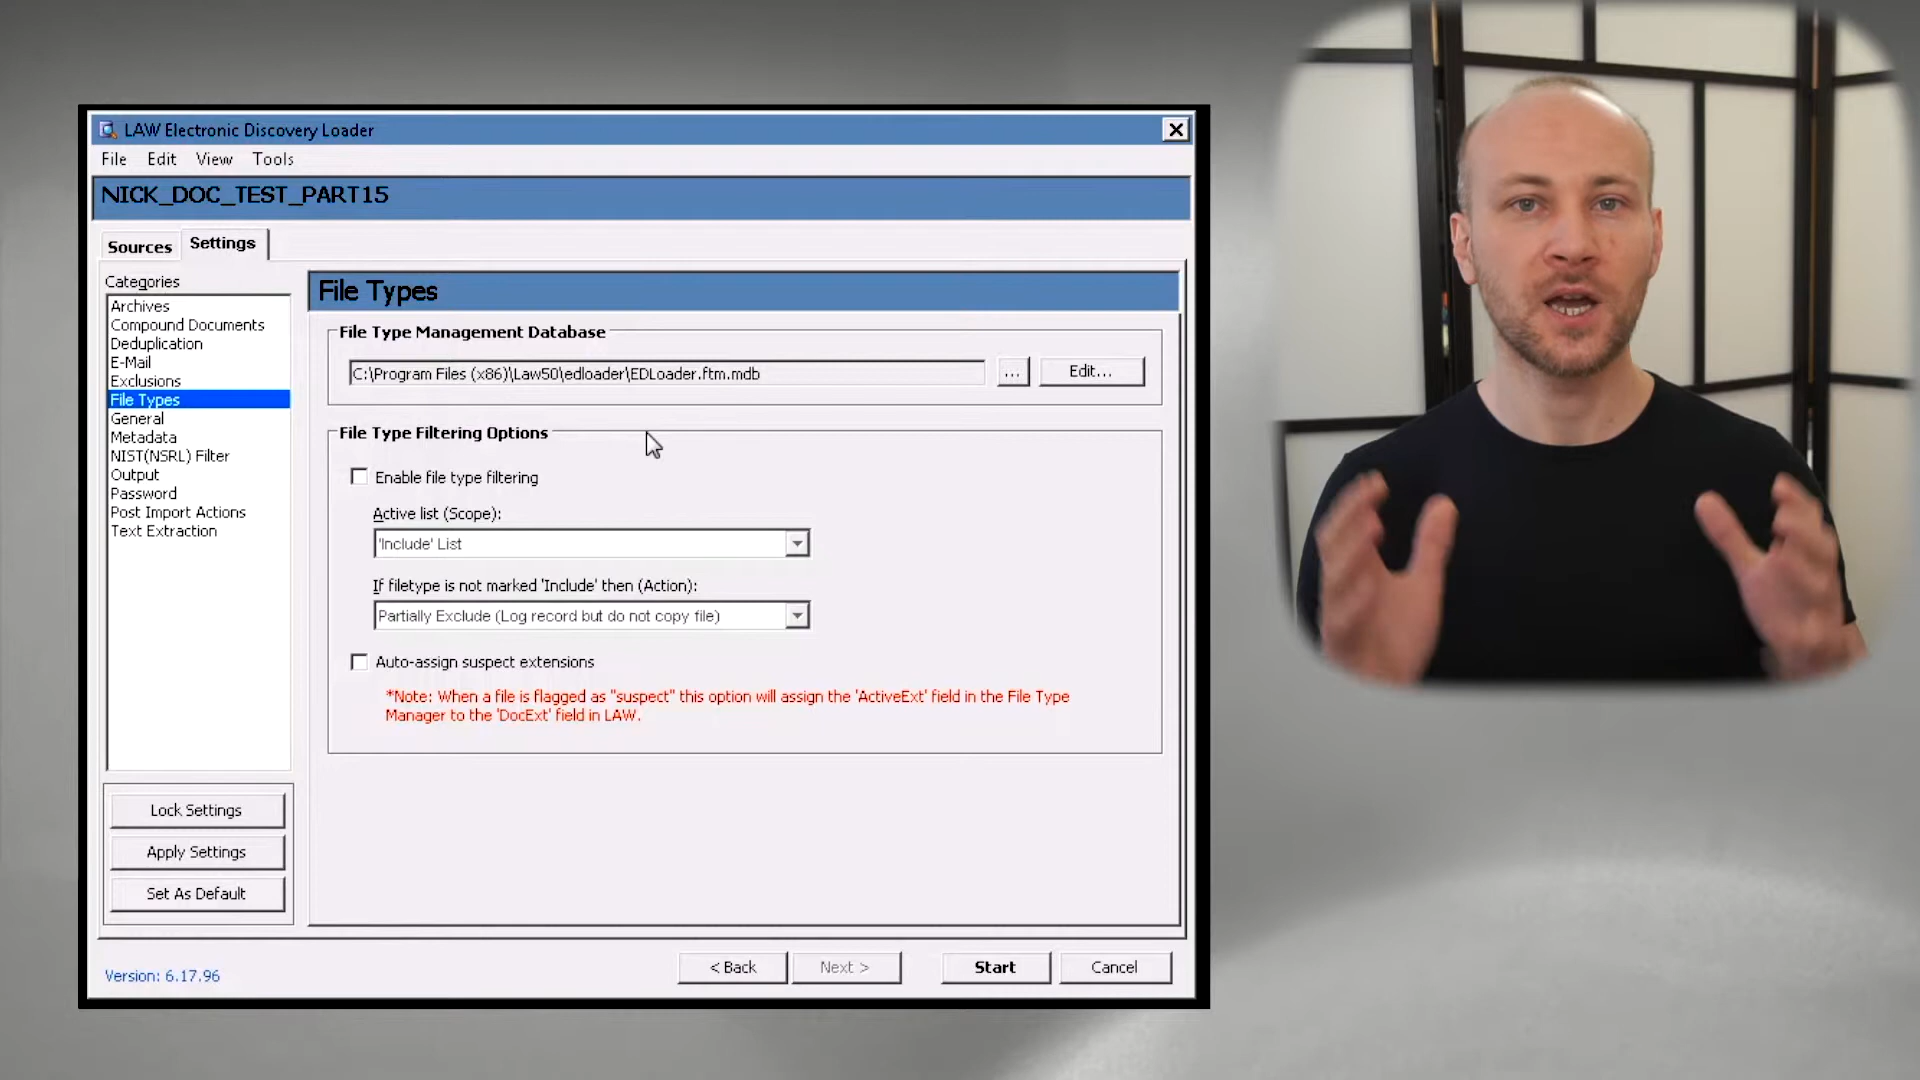 LAW Electronic Discovery Loader
File Edit View Tools
NICK_DOC_TEST_PART15
Sources Settings
Categories
Archives
Compound Documents
Deduplication
E-Mail
Exclusions
File Types
General
Metadata
NIST(NSRL) Filter
Output
Password
Post Import Actions
Text Extraction
Lock Settings
Apply Settings
Set As Default
File Types
File Type Management Database
C:\Program Files (x86)\Law50\edloader\EDLoader.ftm.mdb ... Edit...
File Type Filtering Options
Enable file type filtering
Active list (Scope):
'Include' List
If filetype is not marked 'Include' then (Action):
Partially Exclude (Log record but do not copy file)
Auto-assign suspect extensions
*Note: When a file is flagged as "suspect" this option will assign the 'ActiveExt' field in the File Type
Manager to the 'DocExt' field in LAW.
Version: 6.17.96
< Back Next > Start Cancel